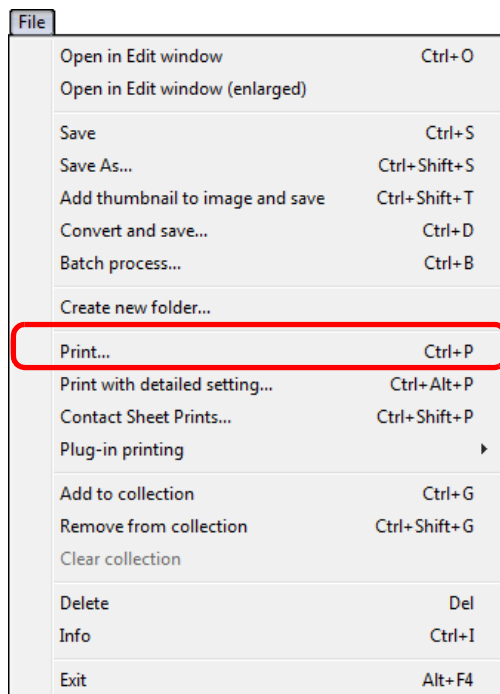 File
Open in Edit window Ctrl+O
Open in Edit window (enlarged)
Save Ctrl+S
Save As... Ctrl+Shift+S
Add thumbnail to image and save Ctrl+Shift+T
Convert and save... Ctrl+D
Batch process... Ctrl+B
Create new folder...
Print... Ctrl+P
Print with detailed setting... Ctrl+Alt+P
Contact Sheet Prints... Ctrl+Shift+P
Plug-in printing
Add to collection Ctrl+G
Remove from collection Ctrl+Shift+G
Clear collection
Delete Del
Info Ctrl+I
Exit Alt+F4